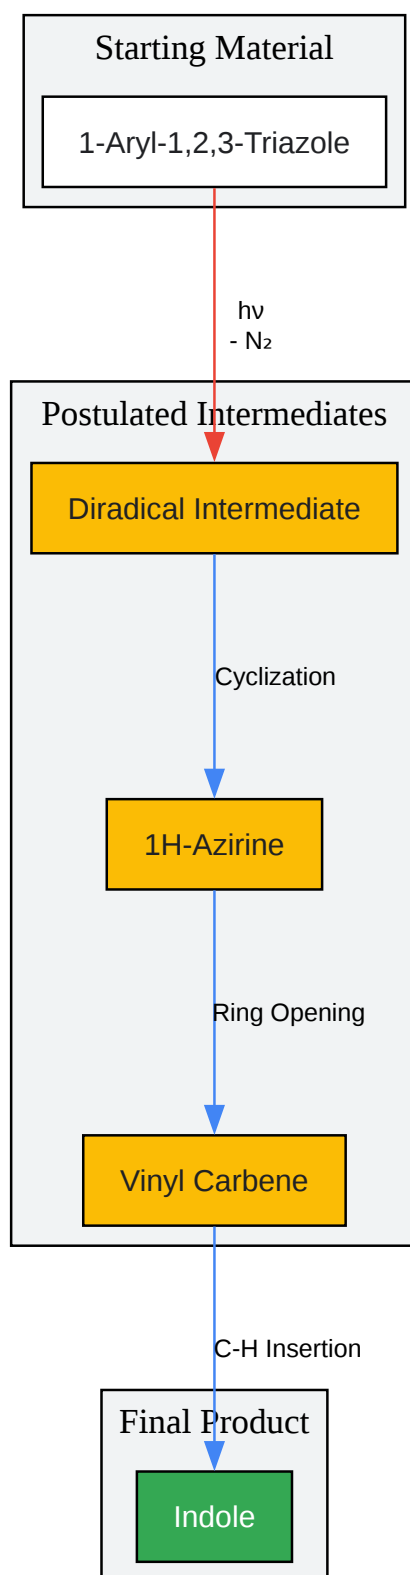 Starting Material
1-Aryl-1,2,3-Triazole
hν
- N₂
Postulated Intermediates
Diradical Intermediate
Cyclization
1H-Azirine
Ring Opening
Vinyl Carbene
C-H Insertion
Final Product
Indole